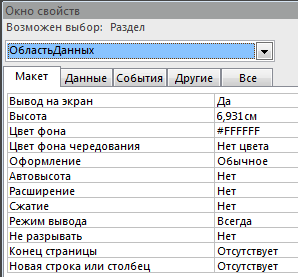 Окно свойств
Возможен выбор: Раздел
ОбластьДанных
Макет Данные События Другие Все
Вывод на экран Да
Высота 6,931см
Цвет фона #FFFFFF
Цвет фона чередования Нет цвета
Оформление Обычное
Автовысота Нет
Расширение Нет
Сжатие Нет
Режим вывода Всегда
Не разрывать Нет
Конец страницы Отсутствует
Новая строка или столбец Отсутствует